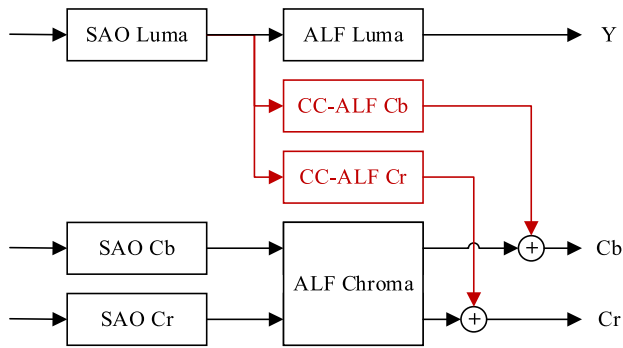 SAO Luma
ALF Luma
Y
CC-ALF Cb
CC-ALF Cr
SAO Cb
ALF Chroma
+
Cb
SAO Cr
+
Cr